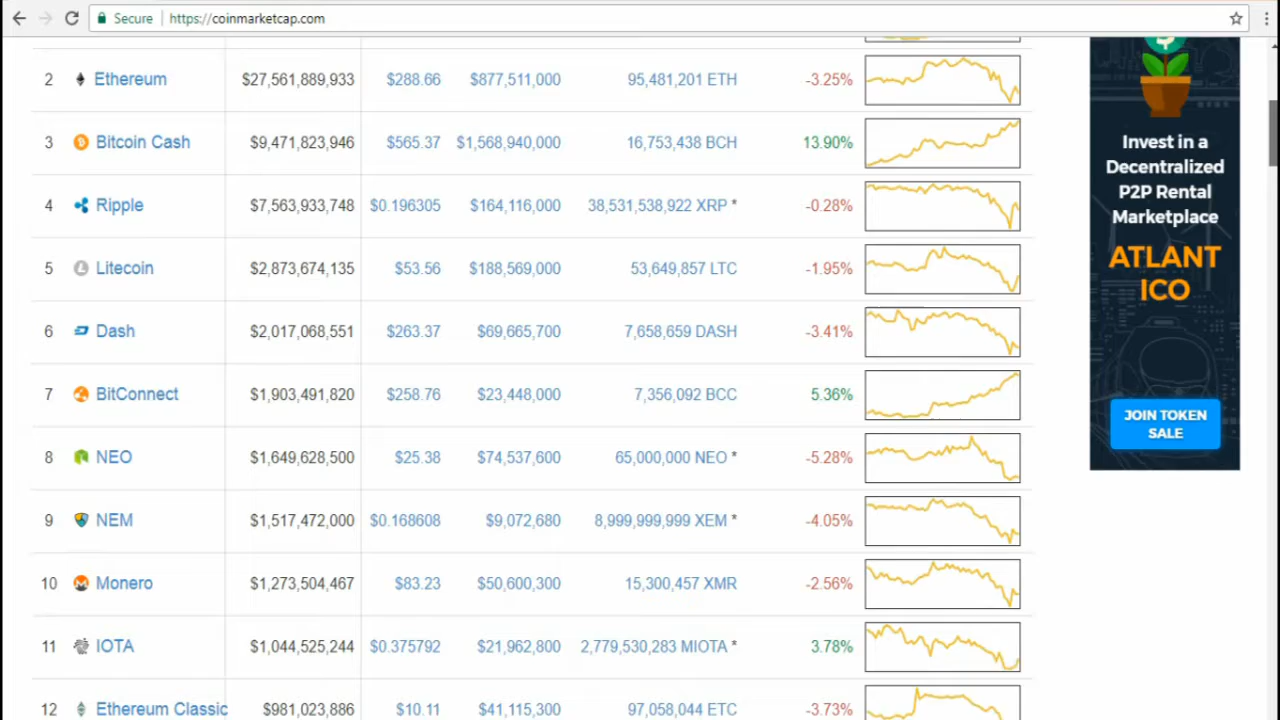 Secure https://coinmarketcap.com
2 Ethereum $27,561,889,933 $288.66 $877,511,000 95,481,201 ETH -3.25%
3 Bitcoin Cash $9,471,823,946 $565.37 $1,568,940,000 16,753,438 BCH 13.90%
4 Ripple $7,563,933,748 $0.196305 $164,116,000 38,531,538,922 XRP * -0.28%
5 Litecoin $2,873,674,135 $53.56 $188,569,000 53,649,857 LTC -1.95%
6 Dash $2,017,068,551 $263.37 $69,665,700 7,658,659 DASH -3.41%
7 BitConnect $1,903,491,820 $258.76 $23,448,000 7,356,092 BCC 5.36%
8 NEO $1,649,628,500 $25.38 $74,537,600 65,000,000 NEO * -5.28%
9 NEM $1,517,472,000 $0.168608 $9,072,680 8,999,999,999 XEM * -4.05%
10 Monero $1,273,504,467 $83.23 $50,600,300 15,300,457 XMR -2.56%
11 IOTA $1,044,525,244 $0.375792 $21,962,800 2,779,530,283 MIOTA * 3.78%
12 Ethereum Classic $981,023,886 $10.11 $41,115,300 97,058,044 ETC -3.73%
Invest in a
Decentralized
P2P Rental
Marketplace
ATLANT
ICO
JOIN TOKEN
SALE